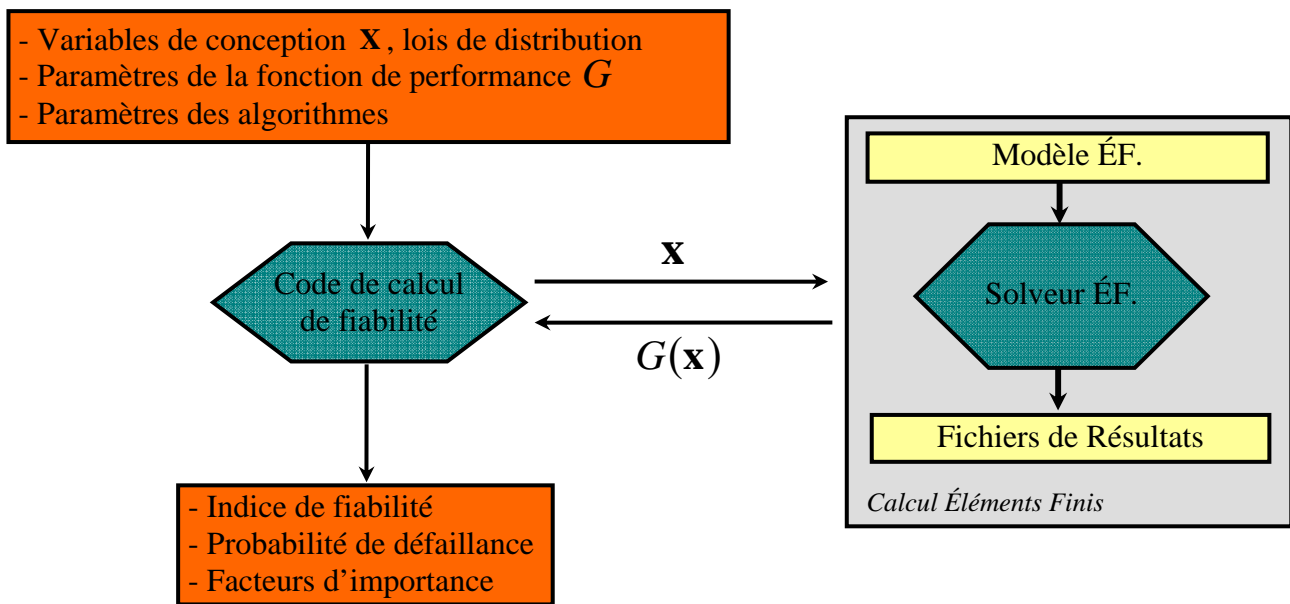 - Variables de conception x, lois de distribution
- Paramètres de la fonction de performance G
- Paramètres des algorithmes
Code de calcul
de fiabilité
x
G(x)
- Indice de fiabilité
- Probabilité de défaillance
- Facteurs d'importance
Modèle ÉF.
Solveur ÉF.
Fichiers de Résultats
Calcul Éléments Finis